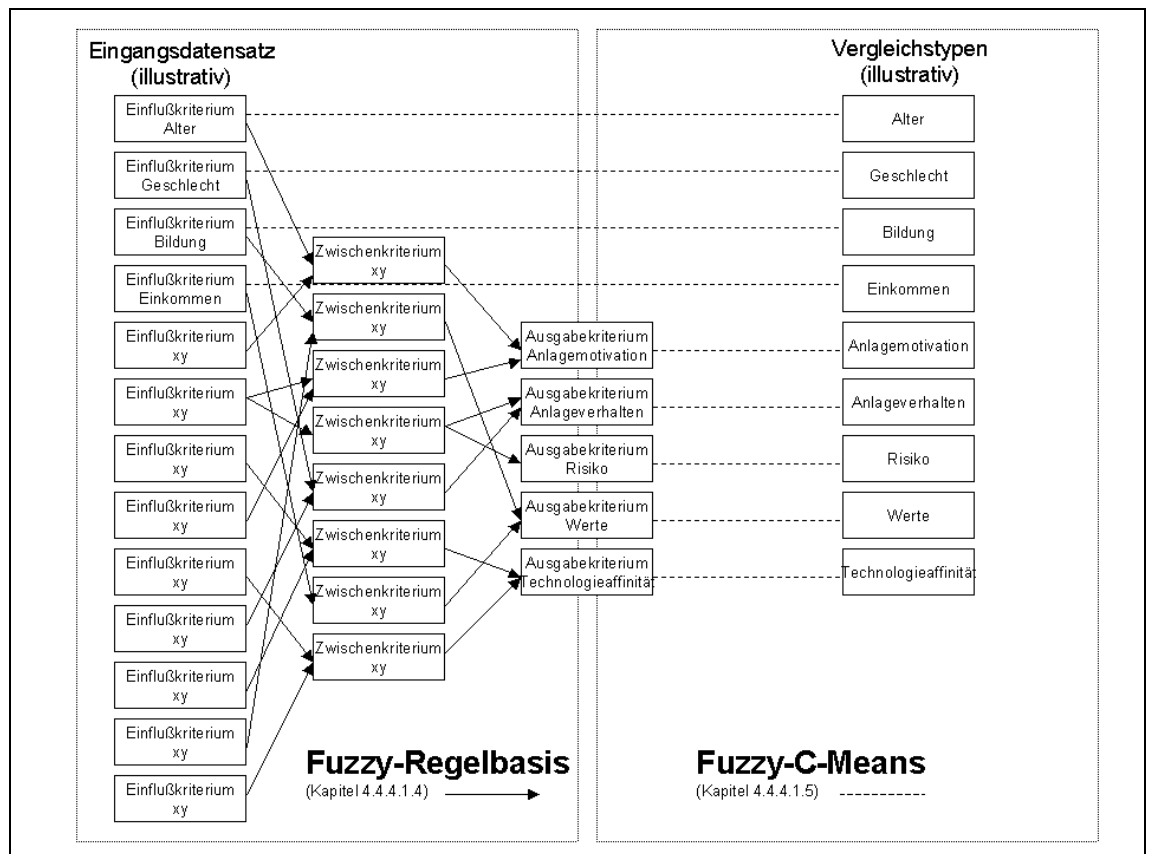 Eingangsdatensatz
(illustrativ)
Einflußkriterium
Alter
Einflußkriterium
Geschlecht
Einflußkriterium
Bildung
Einflußkriterium
Einkommen
Einflußkriterium
xy
Einflußkriterium
xy
Einflußkriterium
xy
Einflußkriterium
xy
Einflußkriterium
xy
Einflußkriterium
xy
Einflußkriterium
xy
Einflußkriterium
xy
Einflußkriterium
xy
Zwischenkriterium
xy
Zwischenkriterium
xy
Zwischenkriterium
xy
Zwischenkriterium
xy
Zwischenkriterium
xy
Zwischenkriterium
xy
Zwischenkriterium
xy
Zwischenkriterium
xy
Ausgabekriterium
Anlagemotivation
Ausgabekriterium
Anlageverhalten
Ausgabekriterium
Risiko
Ausgabekriterium
Werte
Ausgabekriterium
Technologieaffinität
Fuzzy-Regelbasis
(Kapitel 4.4.4.1.4)
Vergleichstypen
(illustrativ)
Alter
Geschlecht
Bildung
Einkommen
Anlagemotivation
Anlageverhalten
Risiko
Werte
Technologieaffinität
Fuzzy-C-Means
(Kapitel 4.4.4.1.5)